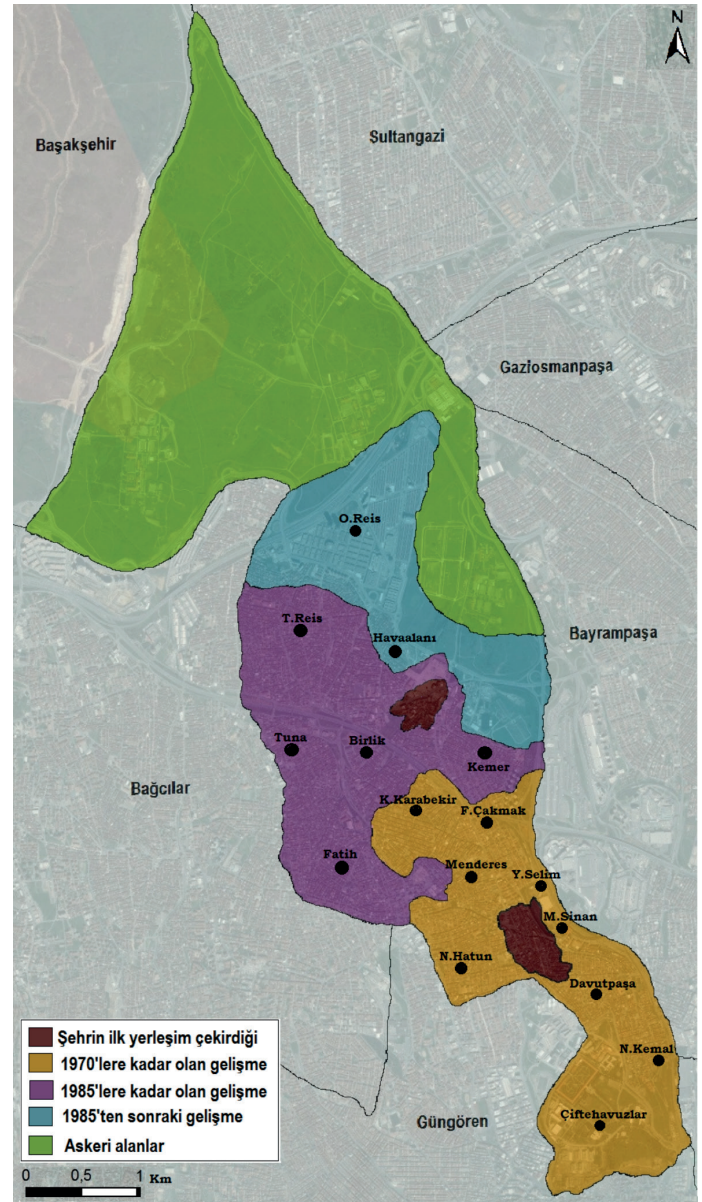 N
Başakşehir
Sultangazi
Gaziosmanpaşa
O.Reis
T.Reis
Havaalanı
Bayrampaşa
Tuna
Birlik
Kemer
Bağcılar
K.Karabekir
F.Çakmak
Fatih
Menderes
Y.Selim
M.Sinan
N.Hatun
Davutpaşa
N.Kemal
Çiftehavuzlar
Güngören
Şehrin ilk yerleşim çekirdiği
1970'lere kadar olan gelişme
1985'lere kadar olan gelişme
1985'ten sonraki gelişme
Askeri alanlar
0 0,5 1 Km